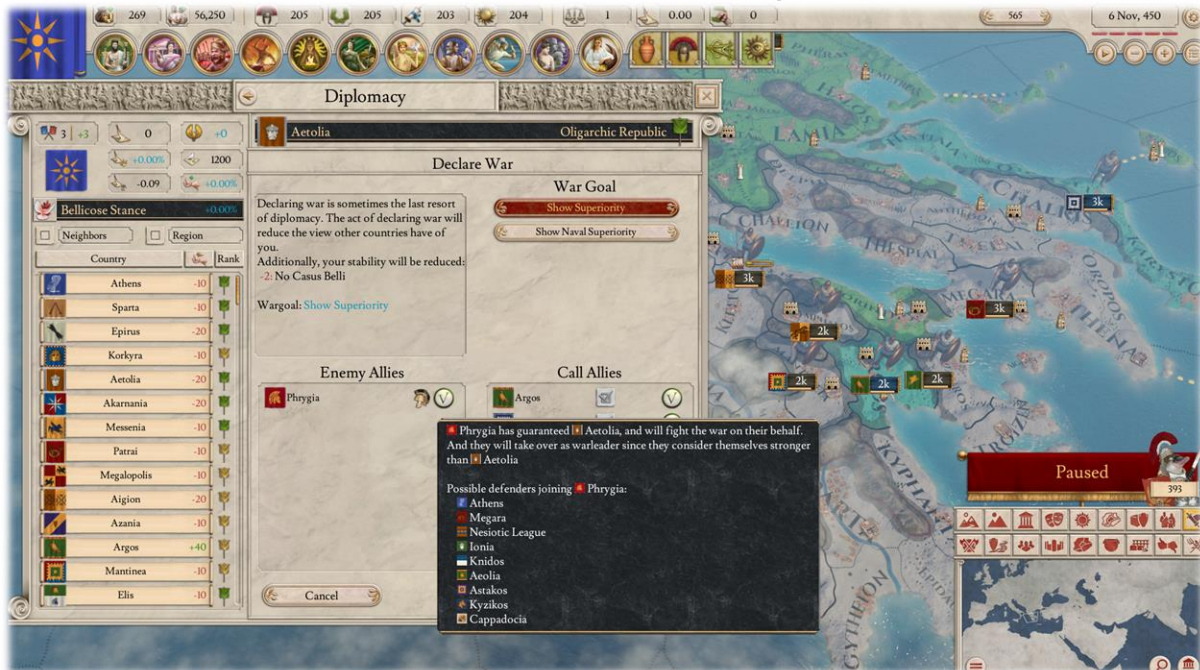 269
56,250
205
205
203
204
1
0.00
0
565
6 Nov, 450
Diplomacy
3 | +3
0
+0
+0.00%
1200
-0.09
+0.00%
Bellicose Stance +0.00%
Neighbors
Region
Country
Rank
Athens -10
Sparta -10
Epirus -20
Korkyra -10
Aetolia -20
Akarnania -20
Messenia -10
Patrai -10
Megalopolis -10
Aigion -20
Azania -10
Argos +40
Mantinea -10
Elis -10
Aetolia
Oligarchic Republic
Declare War
Declaring war is sometimes the last resort
of diplomacy. The act of declaring war will
reduce the view other countries have of
you.
Additionally, your stability will be reduced:
-2: No Casus Belli
Wargoal: Show Superiority
War Goal
Show Superiority
Show Naval Superiority
Enemy Allies
Phrygia
Call Allies
Argos
Phrygia has guaranteed Aetolia, and will fight the war on their behalf.
And they will take over as warleader since they consider themselves stronger
than Aetolia
Possible defenders joining Phrygia:
Athens
Megara
Nesiotic League
Ionia
Knidos
Aeolia
Astakos
Kyzikos
Cappadocia
Cancel
LAMIA
CHALEION
THESPIAI
3k
3k
3k
2k
2k
2k
2k
Paused
393
GYTHEION